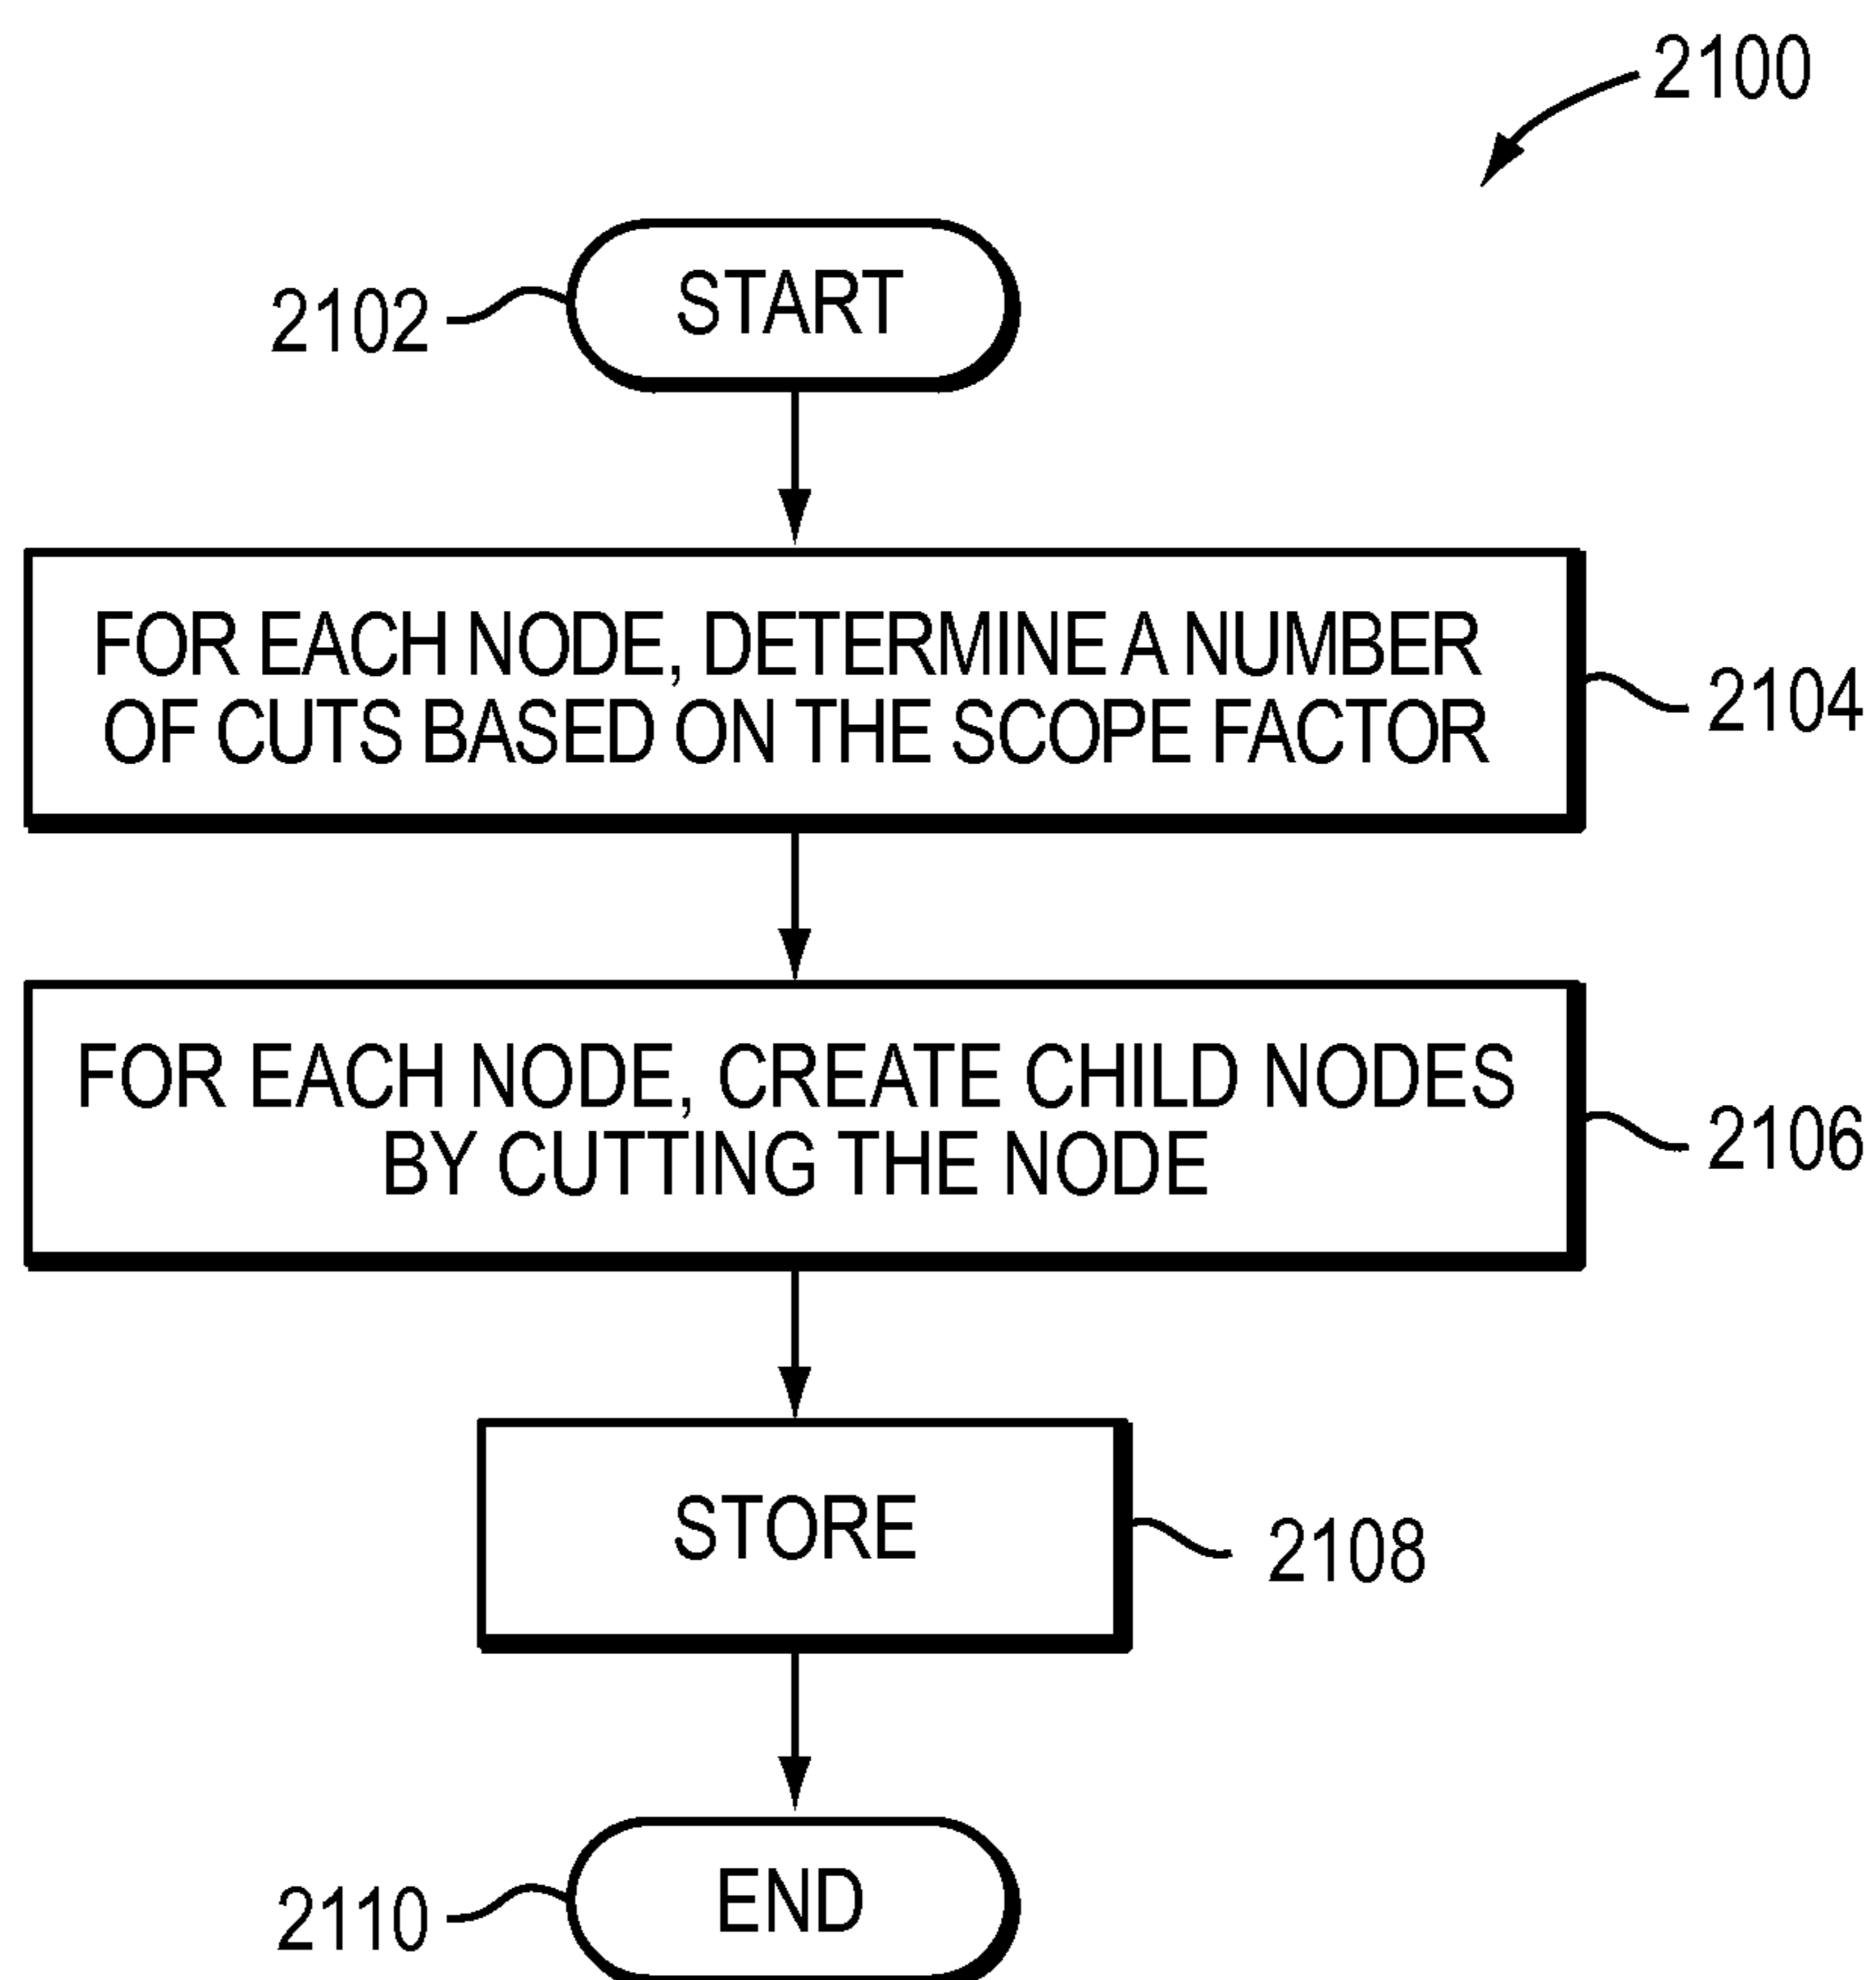 2100
2102
START
FOR EACH NODE, DETERMINE A NUMBER
OF CUTS BASED ON THE SCOPE FACTOR
2104
FOR EACH NODE, CREATE CHILD NODES
BY CUTTING THE NODE
2106
STORE
2108
2110
END